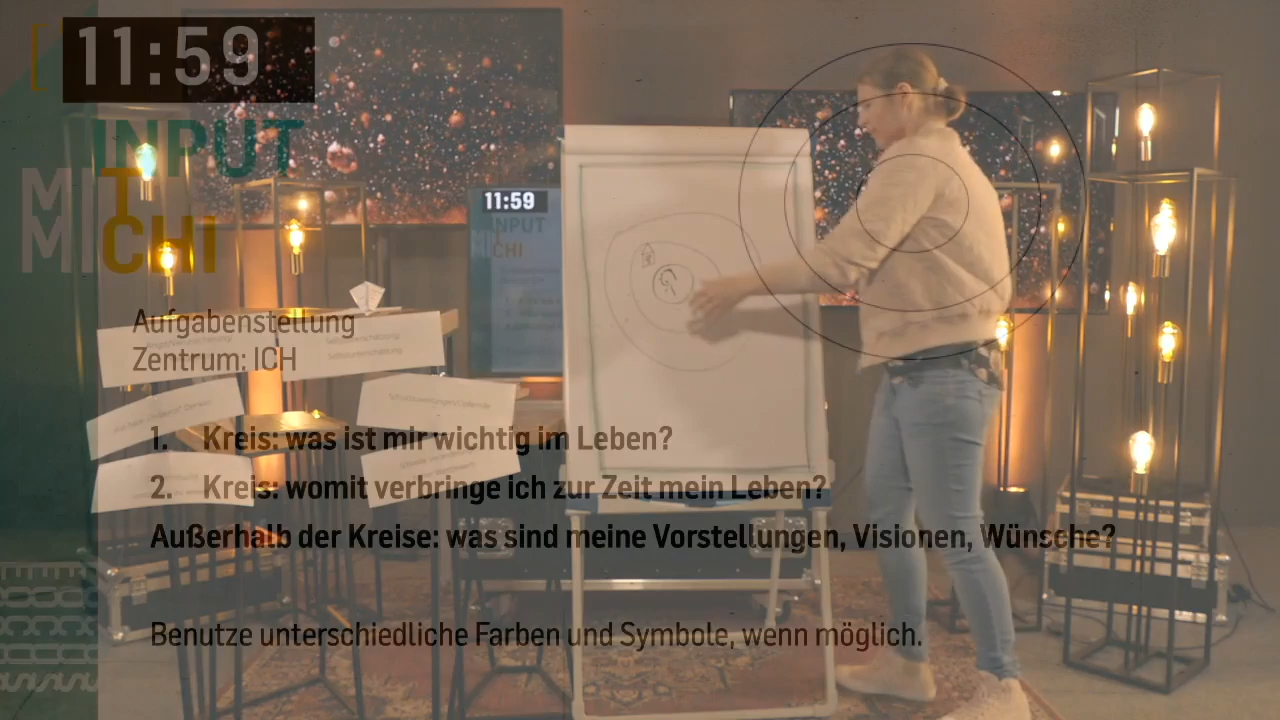 11:59
INPUT
MIT
MICHI
11:59
INPUT
CHI
Aufgabenstellung
Zentrum: ICH
1. Kreis: was ist mir wichtig im Leben?
2. Kreis: womit verbringe ich zur Zeit mein Leben?
Außerhalb der Kreise: was sind meine Vorstellungen, Visionen, Wünsche?
Benutze unterschiedliche Farben und Symbole, wenn möglich.